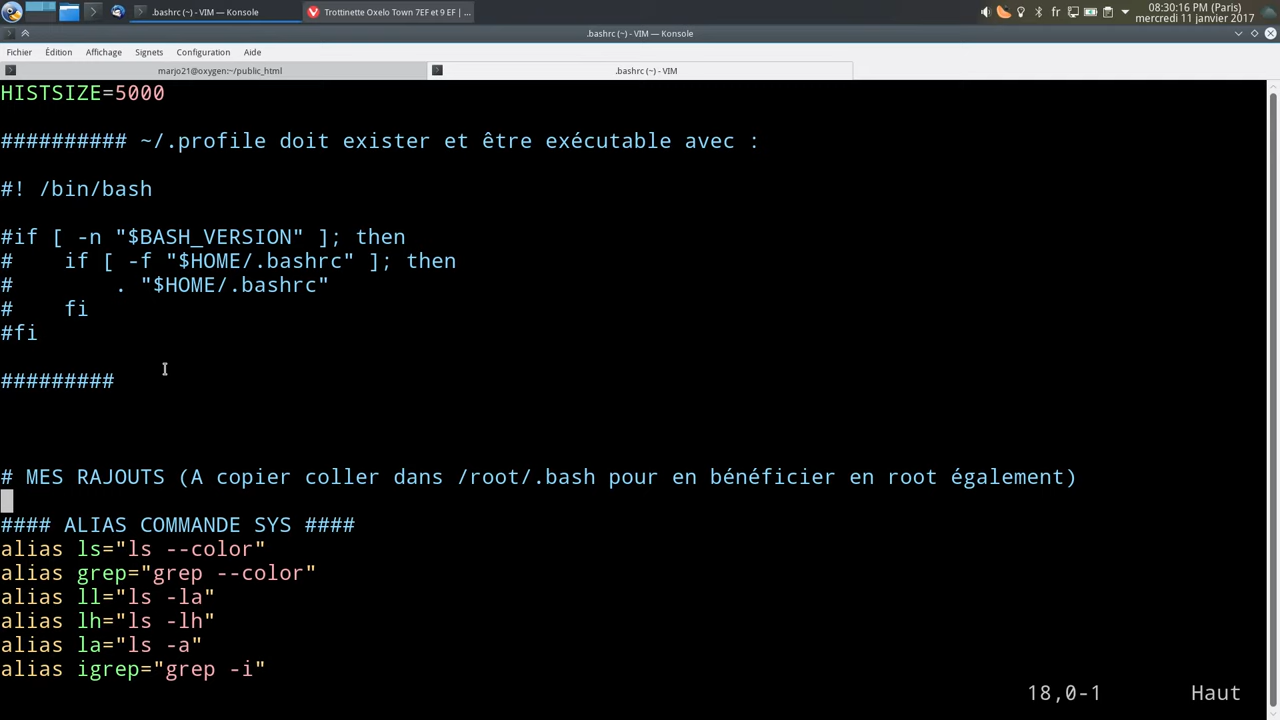 .bashrc (~) - VIM — Konsole
Trottinette Oxelo Town 7EF et 9 EF | ...
fr
08:30:16 PM (Paris)
mercredi 11 janvier 2017
.bashrc (~) - VIM — Konsole
Fichier Édition Affichage Signets Configuration Aide
marjo21@oxygen:~/public_html
.bashrc (~) - VIM
HISTSIZE=5000
########## ~/.profile doit exister et être exécutable avec :
#! /bin/bash
#if [ -n "$BASH_VERSION" ]; then
#    if [ -f "$HOME/.bashrc" ]; then
#        . "$HOME/.bashrc"
#    fi
#fi
#########
# MES RAJOUTS (A copier coller dans /root/.bash pour en bénéficier en root également)
#### ALIAS COMMANDE SYS ####
alias ls="ls --color"
alias grep="grep --color"
alias ll="ls -la"
alias lh="ls -lh"
alias la="ls -a"
alias igrep="grep -i"
18,0-1 Haut